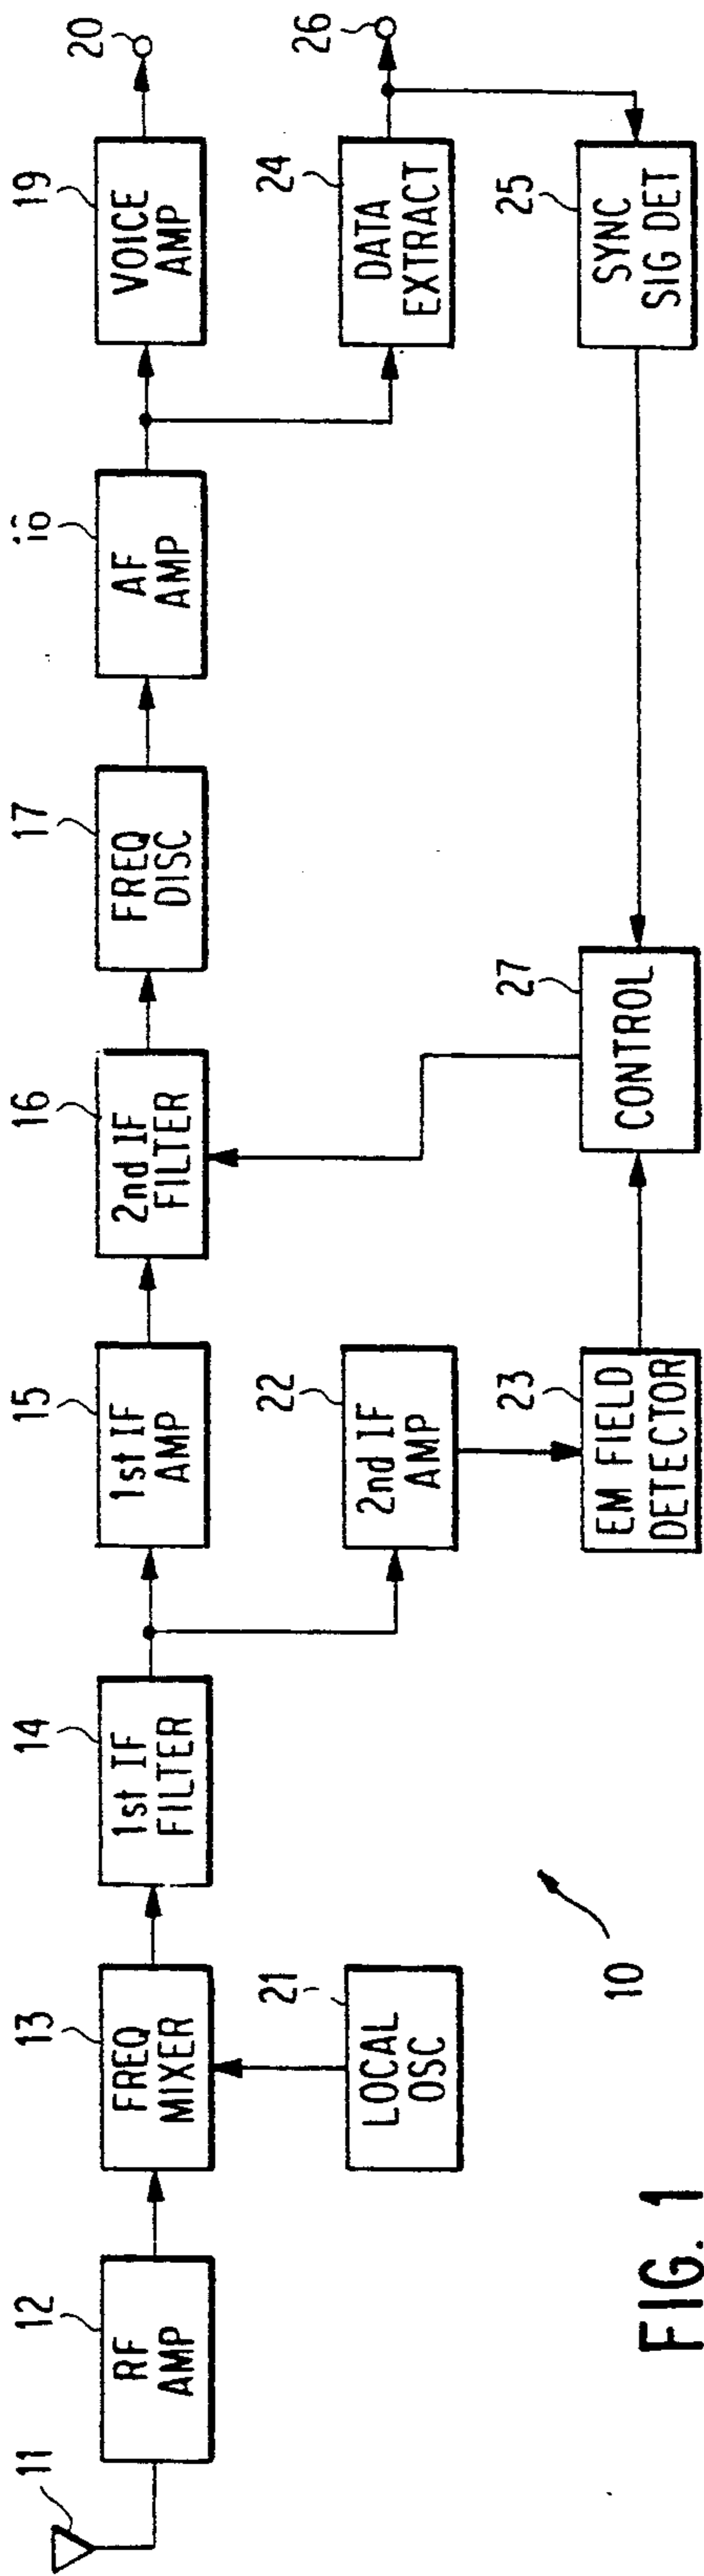 11
12
RF
AMP
13
FREQ
MIXER
14
1st IF
FILTER
15
1st IF
AMP
16
2nd IF
FILTER
17
FREQ
DISC
AF
AMP
19
VOICE
AMP
20
21
LOCAL
OSC
22
2nd IF
AMP
24
DATA
EXTRACT
26
10
23
EM FIELD
DETECTOR
27
CONTROL
25
SYNC
SIG DET
FIG. 1